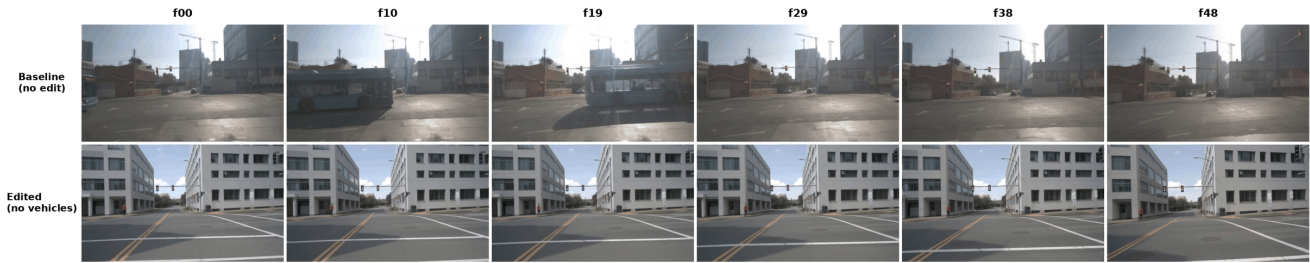 f00 f10 f19 f29 f38 f48
Baseline
(no edit)
Edited
(no vehicles)